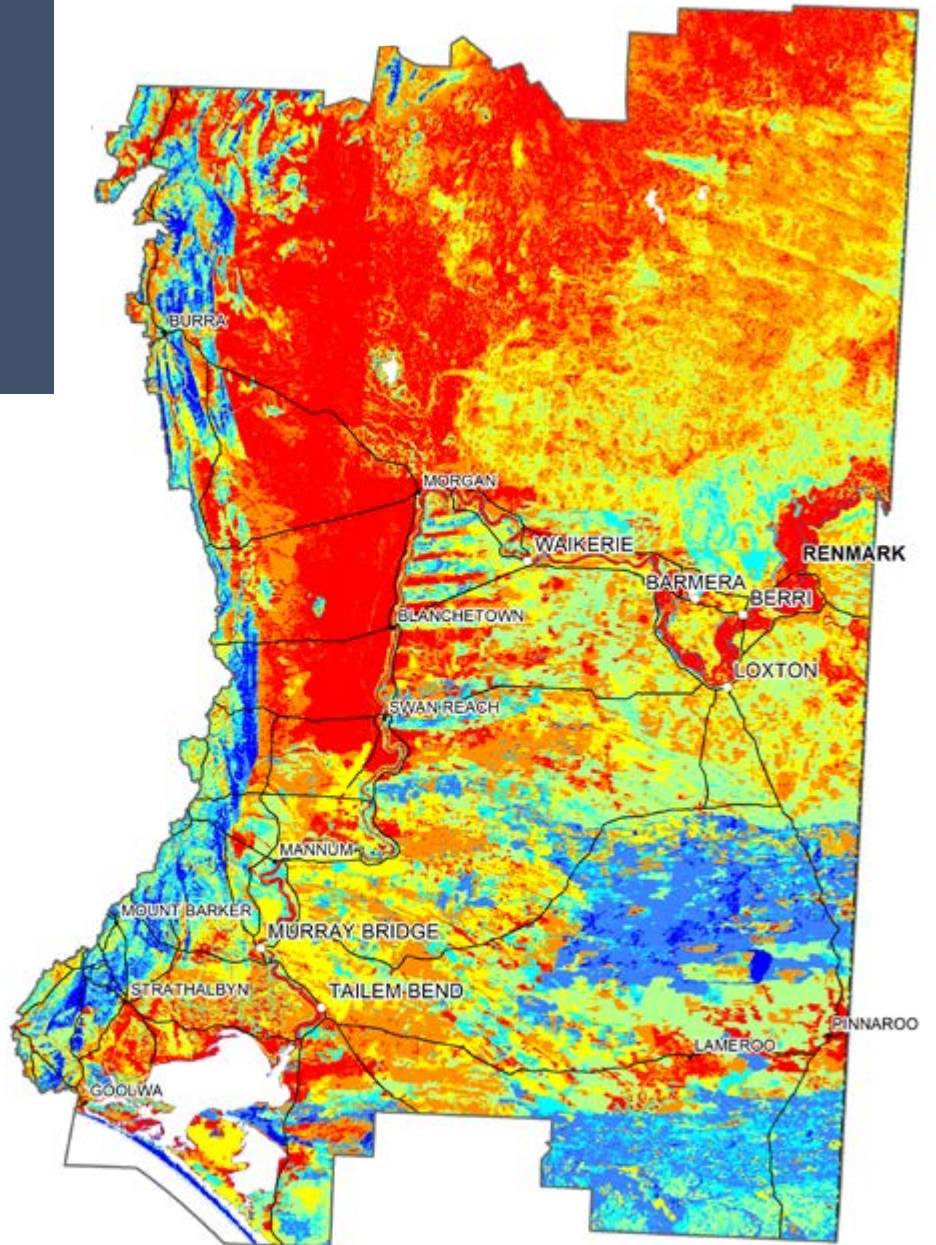 BURRA
MORGAN
WAIKERIE
RENMARK
BARMERA
BERRI
BLANCHETOWN
LOXTON
SWAN REACH
MANNUM
MOUNT BARKER
MURRAY BRIDGE
STRATHALBYN
TAILEM BEND
PINNAROO
LAMEROO
GOOLWA